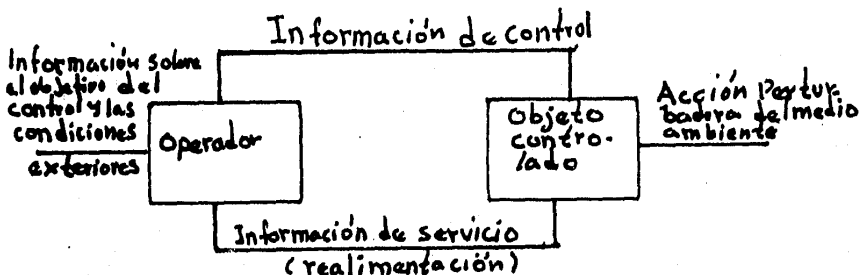 Información de control
Información sobre
el objetivo del
control y las
condiciones
exteriores
Operador
Objeto
contro-
lado
Acción Pertur-
badora del medio
ambiente
Información de servicio
(realimentación)